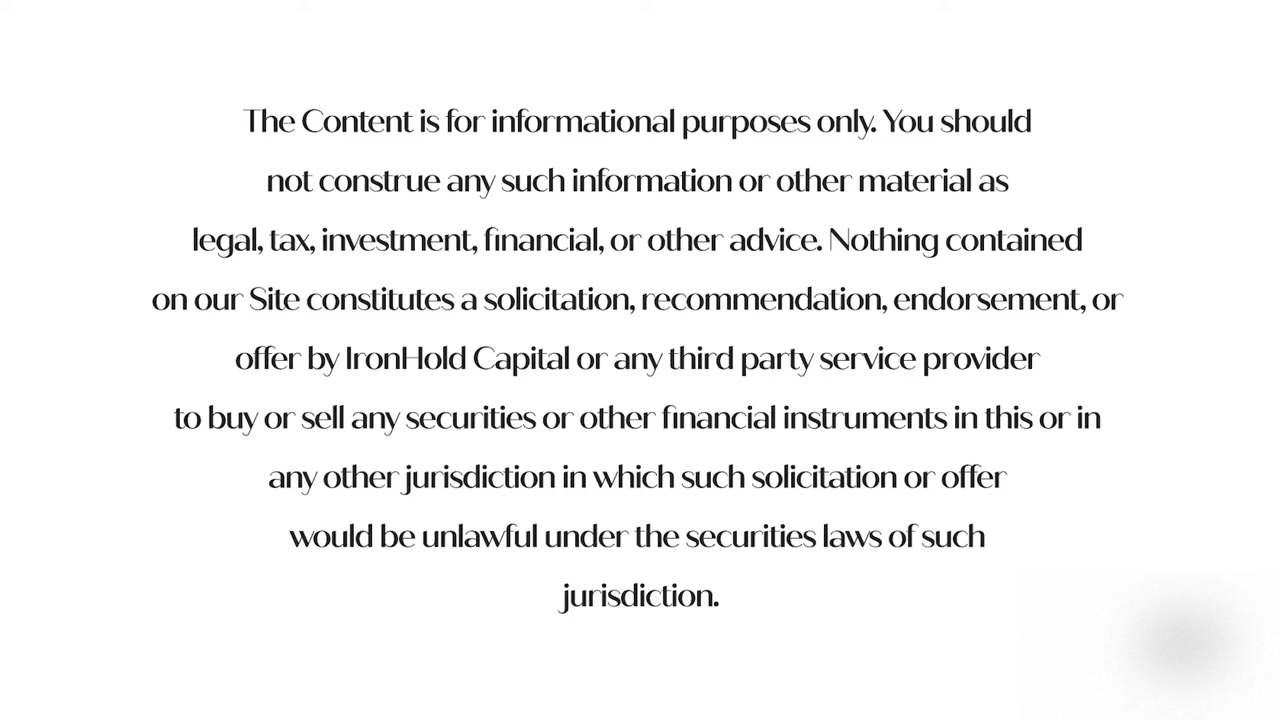 The Content is for informational purposes only. You should
not construe any such information or other material as
legal, tax, investment, financial, or other advice. Nothing contained
on our Site constitutes a solicitation, recommendation, endorsement, or
offer by IronHold Capital or any third party service provider
to buy or sell any securities or other financial instruments in this or in
any other jurisdiction in which such solicitation or offer
would be unlawful under the securities laws of such
jurisdiction.